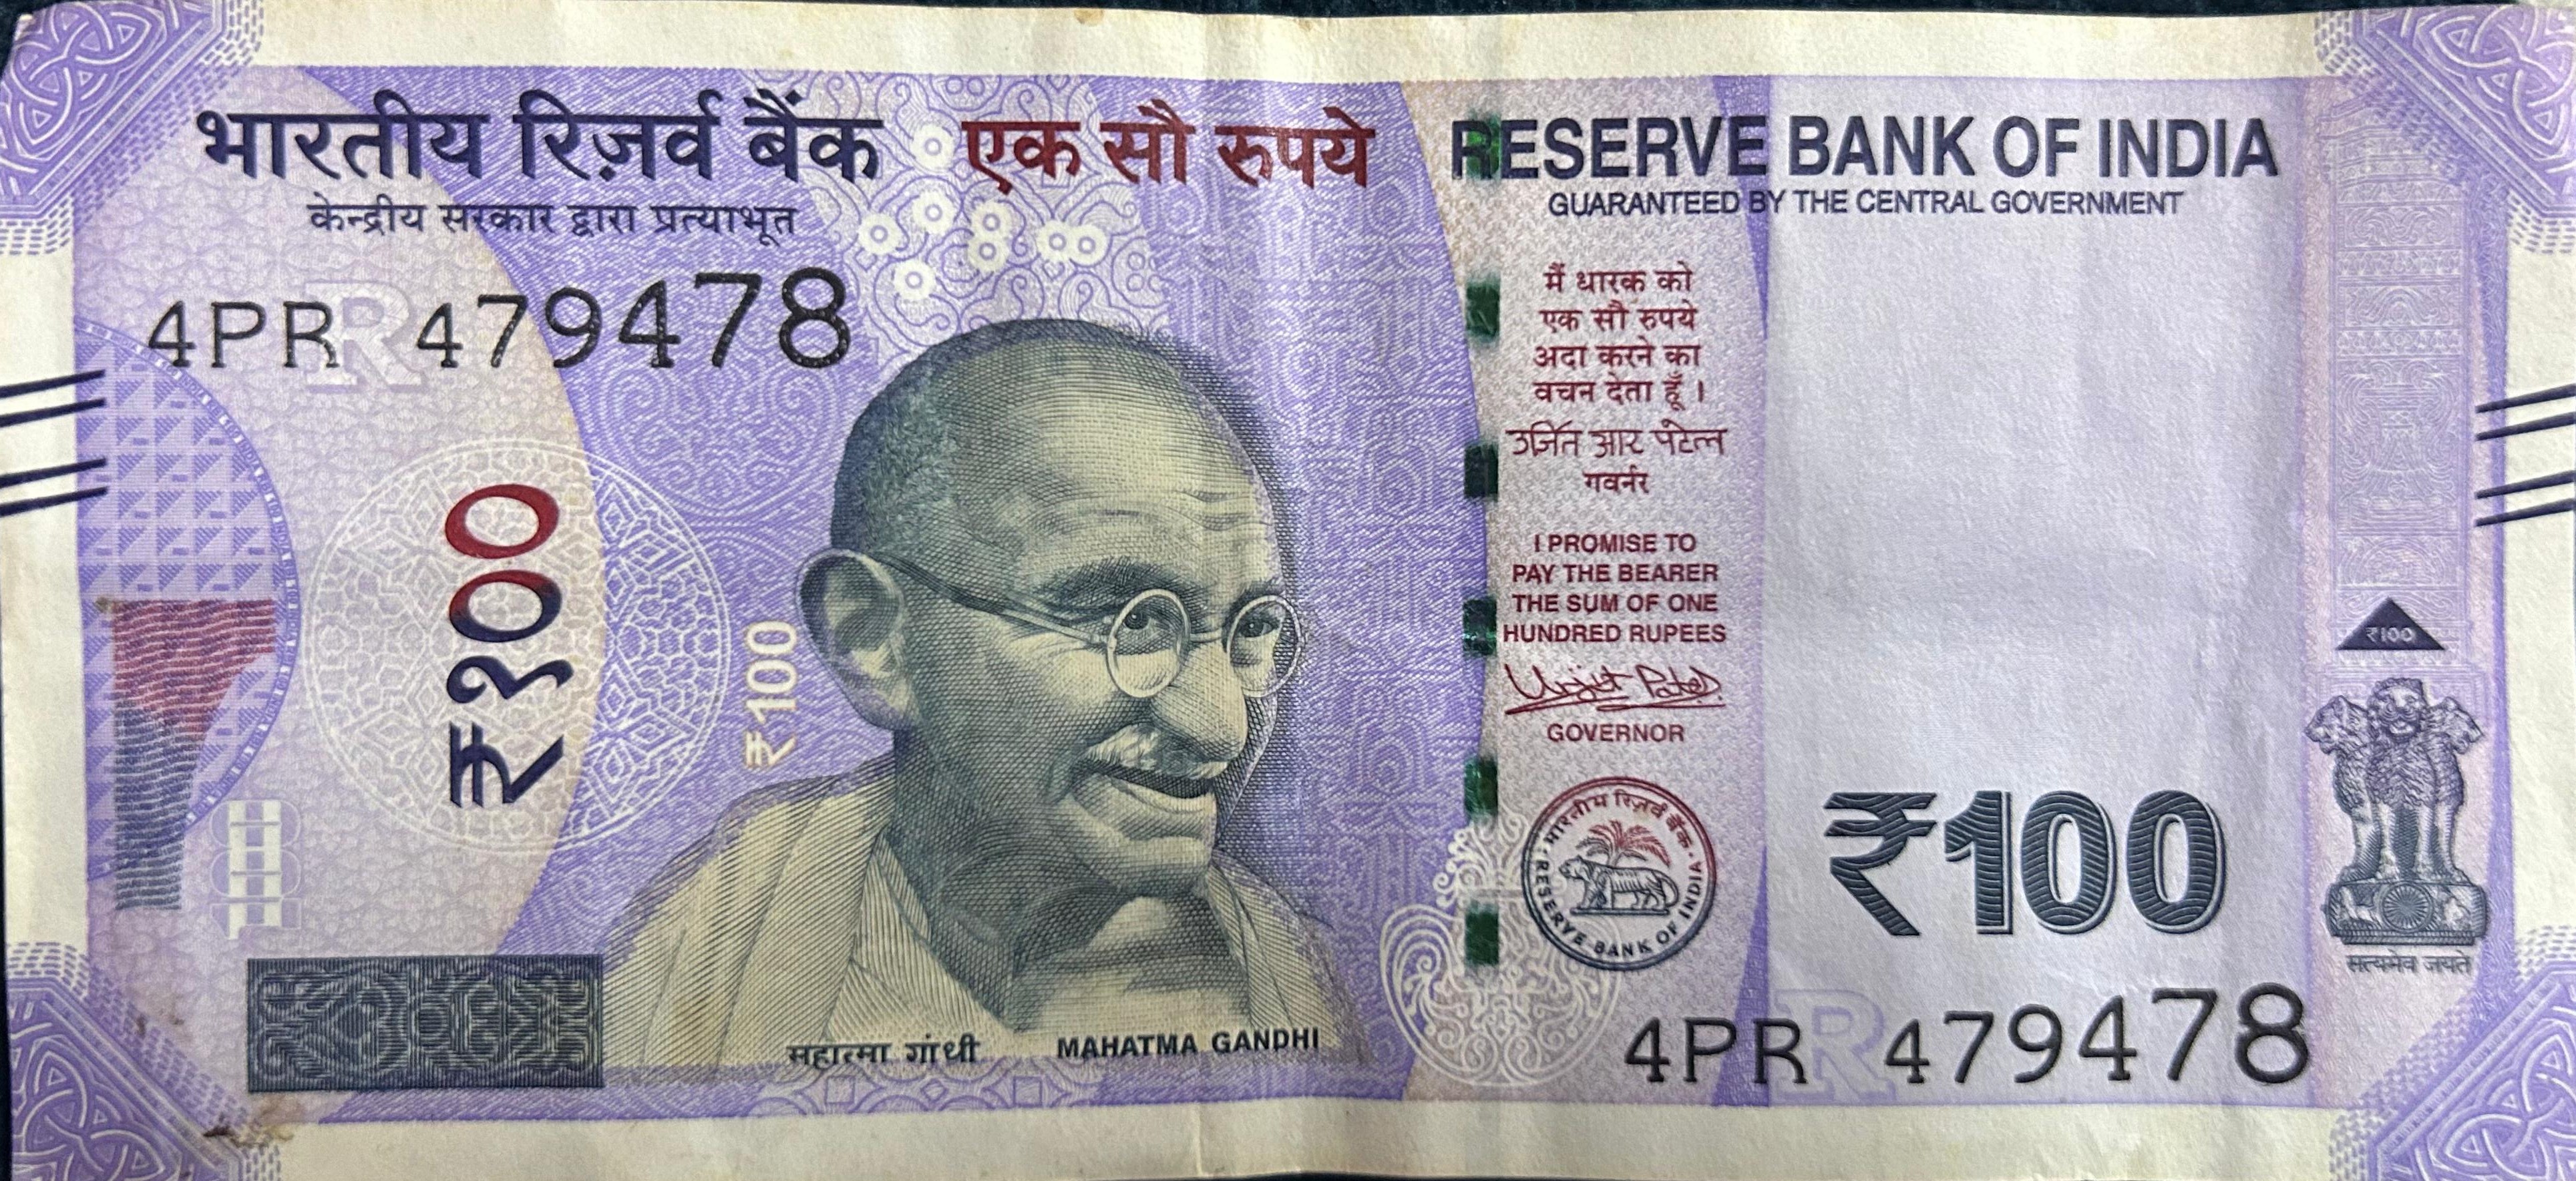 भारतीय रिज़र्व बैंक
केन्द्रीय सरकार द्वारा प्रत्याभूत
एक सौ रुपये
RESERVE BANK OF INDIA
GUARANTEED BY THE CENTRAL GOVERNMENT
4PR 479478
R
₹१००
₹100
मैं धारक को
एक सौ रुपये
अदा करने का
वचन देता हूँ ।
उर्जित आर पटेल
गवर्नर
I PROMISE TO
PAY THE BEARER
THE SUM OF ONE
HUNDRED RUPEES
Urjit Patel
GOVERNOR
भारतीय रिज़र्व बैंक
RESERVE BANK OF INDIA
₹100
₹100
सत्यमेव जयते
महात्मा गांधी
MAHATMA GANDHI
4PR 479478
R